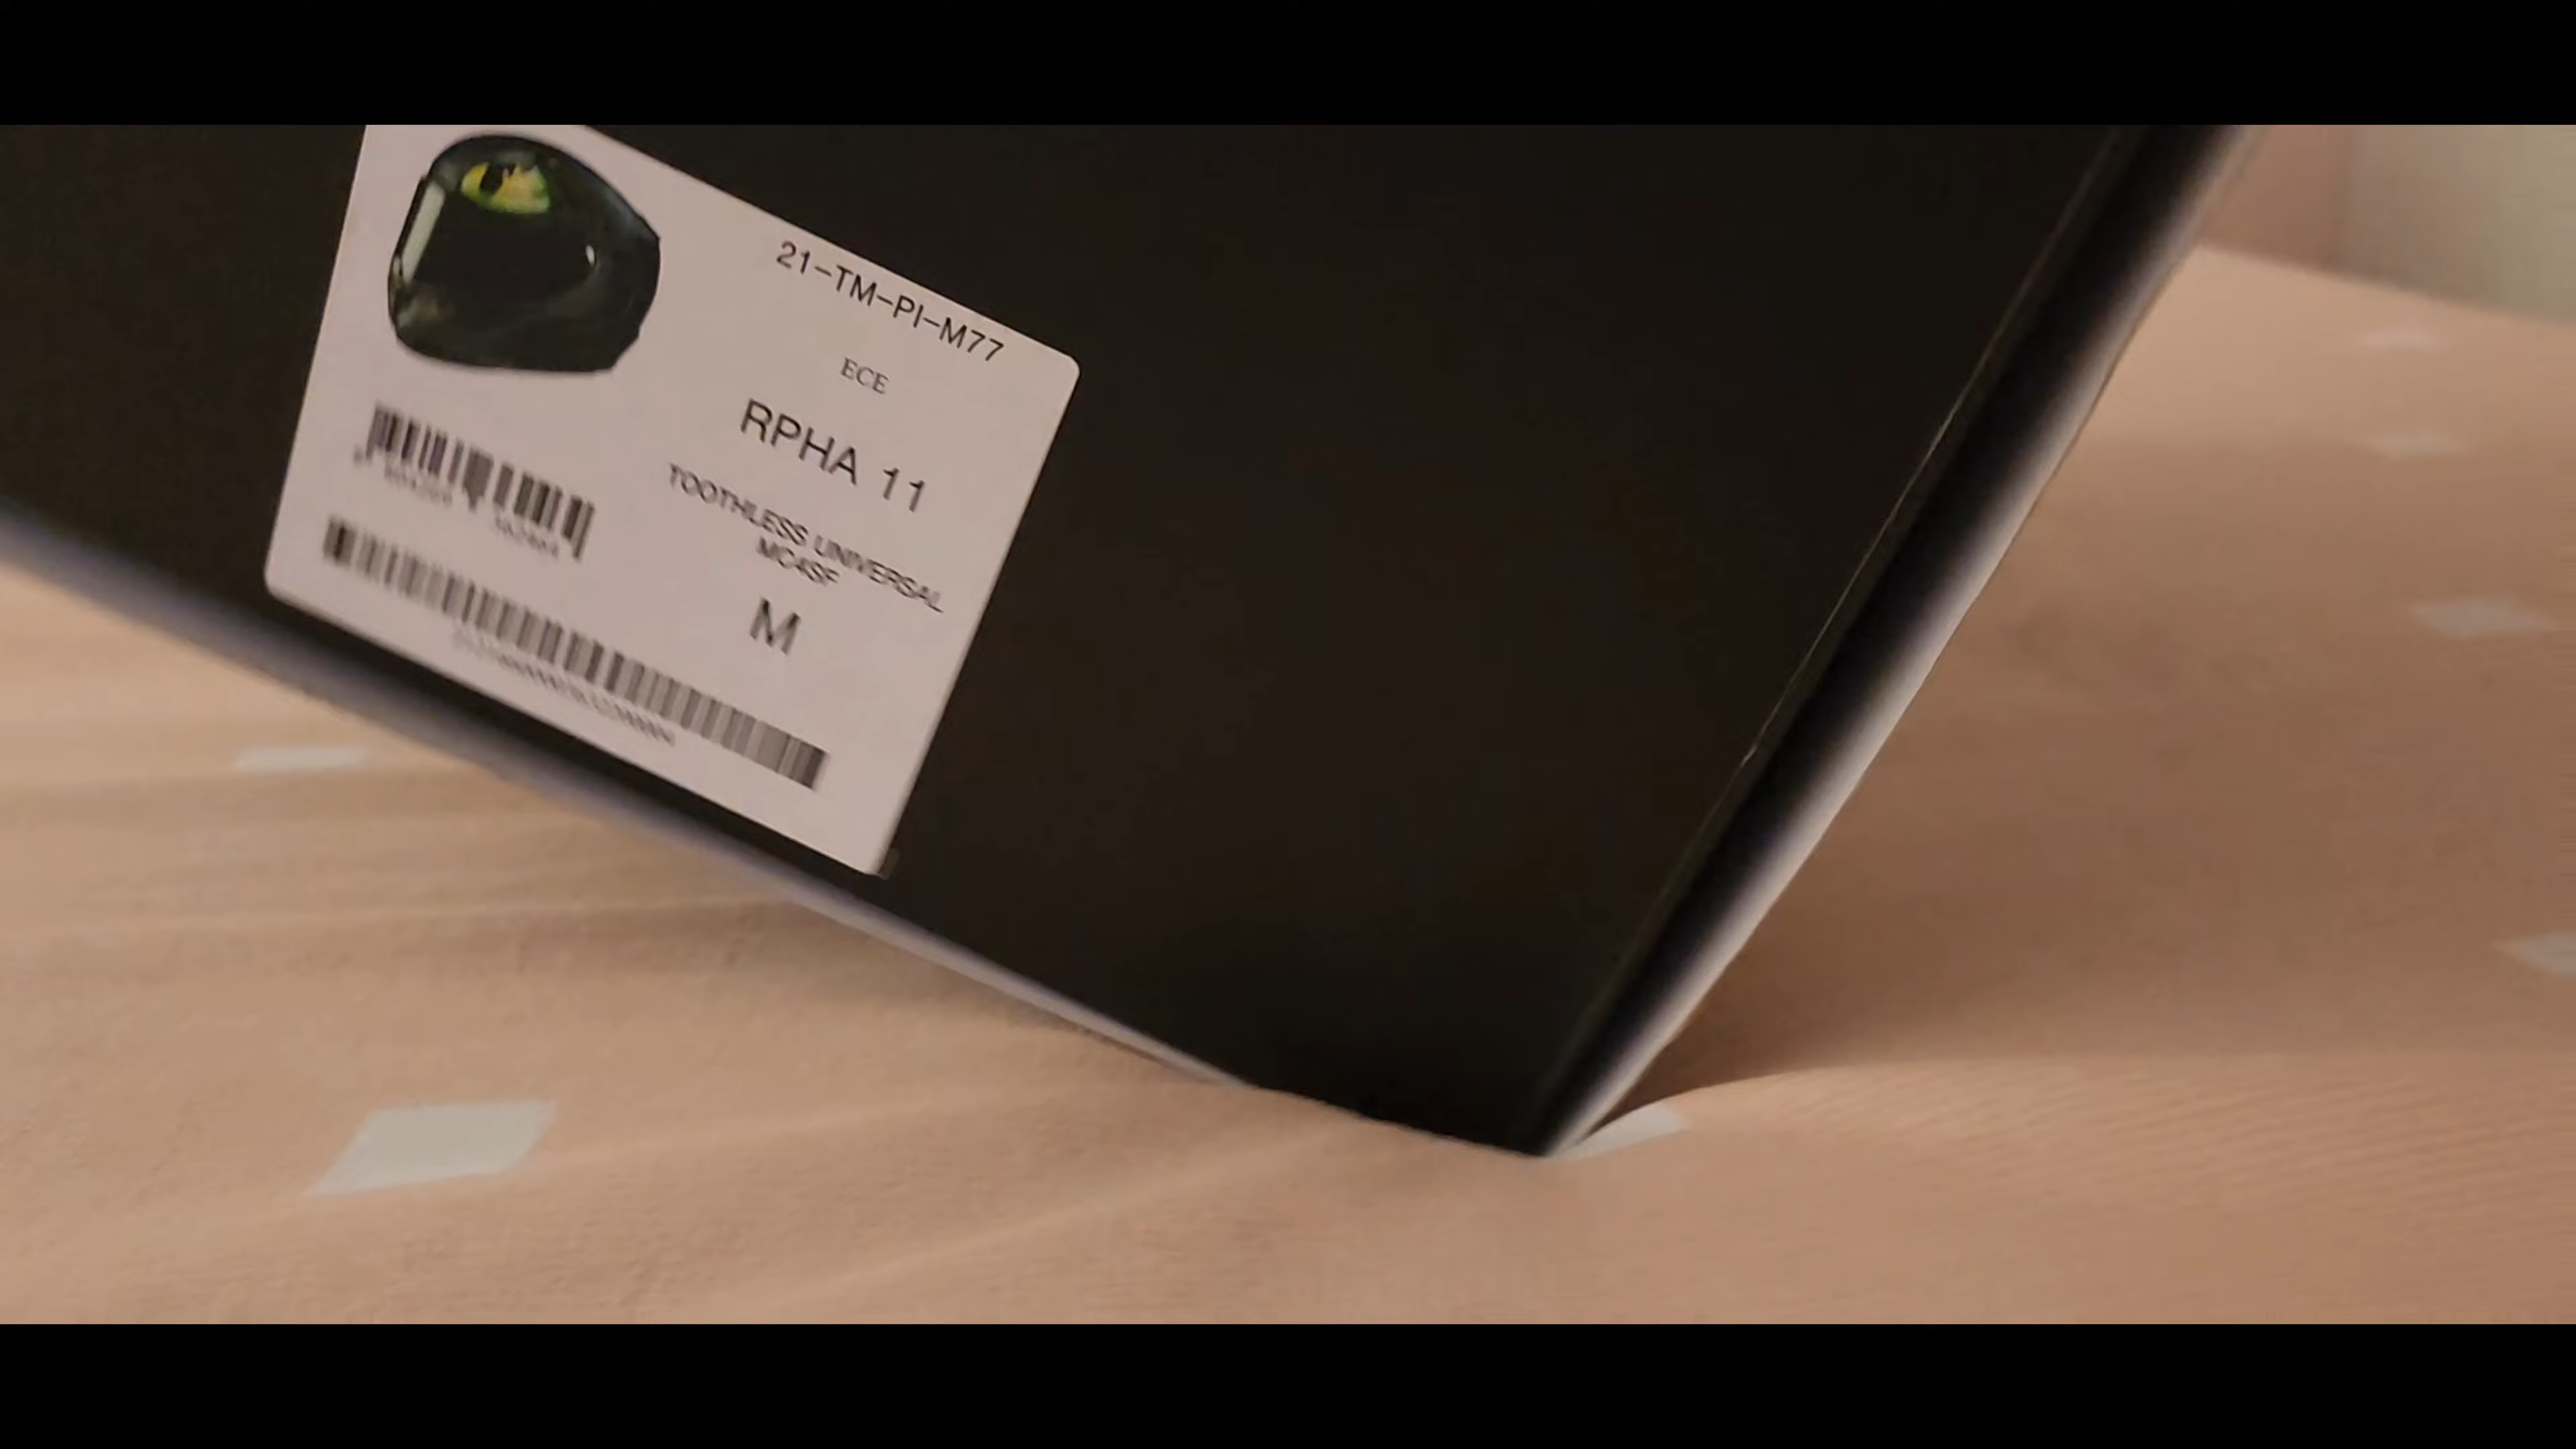 21-TM-PI-M77
ECE
RPHA 11
TOOTHLESS UNIVERSAL
MC4SF
M